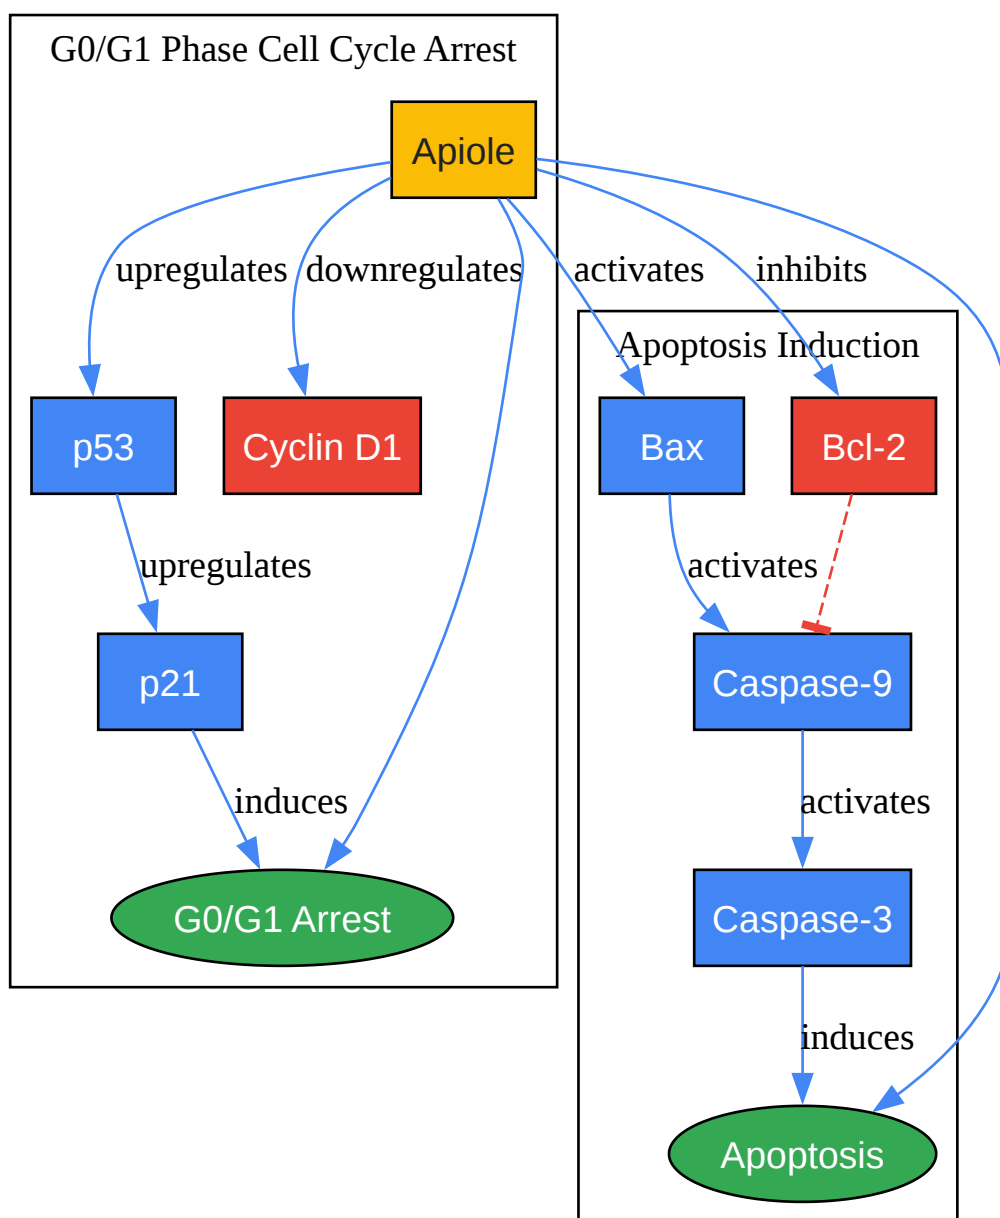 G0/G1 Phase Cell Cycle Arrest
Apiole
upregulates
downregulates
activates
inhibits
Apoptosis Induction
p53
Cyclin D1
Bax
Bcl-2
upregulates
activates
p21
Caspase-9
induces
activates
G0/G1 Arrest
Caspase-3
induces
Apoptosis